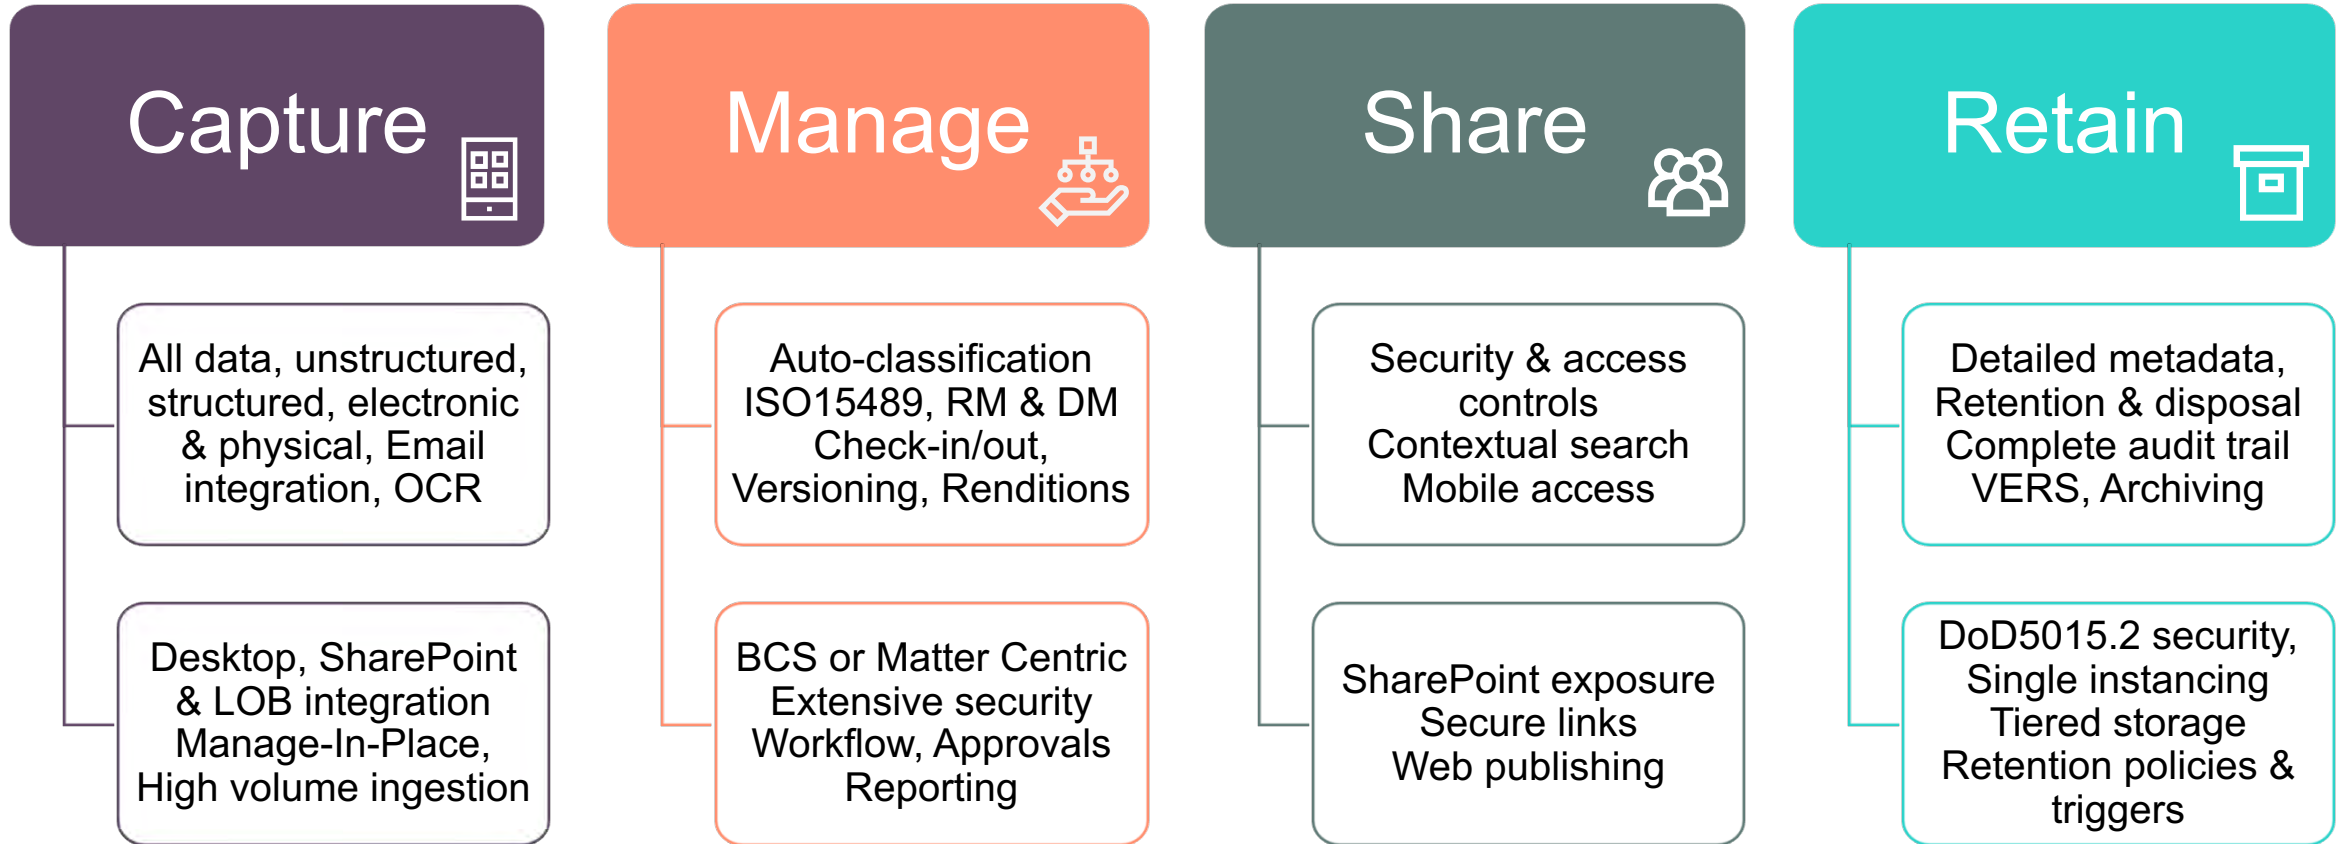 Capture
All data, unstructured,
structured, electronic
& physical, Email
integration, OCR
Desktop, SharePoint
& LOB integration
Manage-In-Place,
High volume ingestion
Manage
Auto-classification
ISO15489, RM & DM
Check-in/out,
Versioning, Renditions
BCS or Matter Centric
Extensive security
Workflow, Approvals
Reporting
Share
Security & access
controls
Contextual search
Mobile access
SharePoint exposure
Secure links
Web publishing
Retain
Detailed metadata,
Retention & disposal
Complete audit trail
VERS, Archiving
DoD5015.2 security,
Single instancing
Tiered storage
Retention policies &
triggers